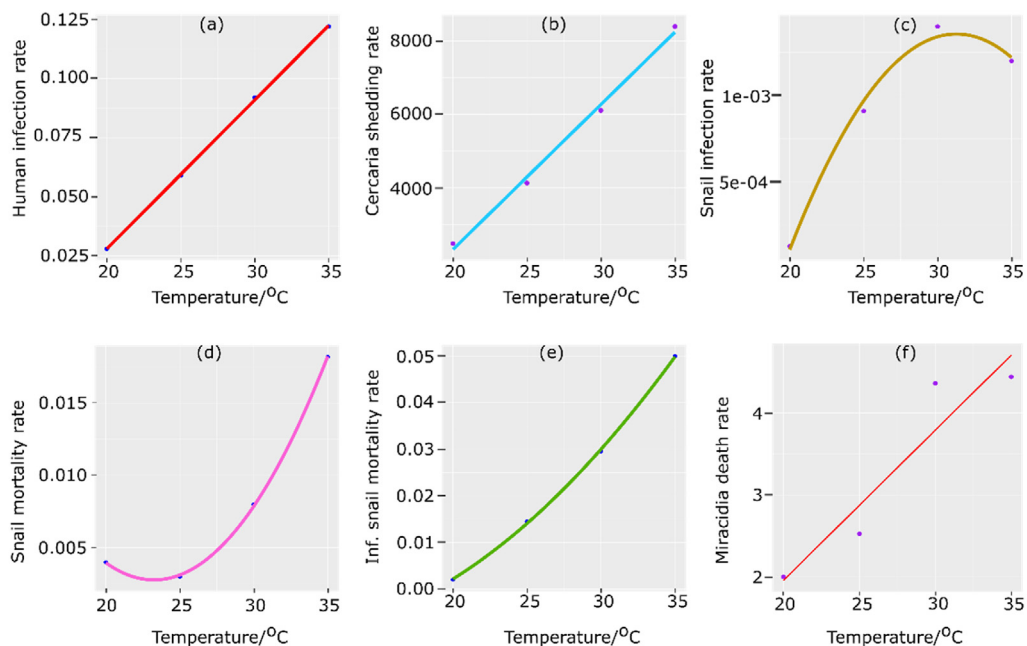 (a)
Human infection rate
0.125
0.100
0.075
0.050
0.025
20 25 30 35
Temperature/°C
(b)
Cercaria shedding rate
8000
6000
4000
20 25 30 35
Temperature/°C
(c)
Snail infection rate
1e-03
5e-04
20 25 30 35
Temperature/°C
(d)
Snail mortality rate
0.015
0.010
0.005
20 25 30 35
Temperature/°C
(e)
Inf. snail mortality rate
0.05
0.04
0.03
0.02
0.01
0.00
20 25 30 35
Temperature/°C
(f)
Miracidia death rate
4
3
2
20 25 30 35
Temperature/°C